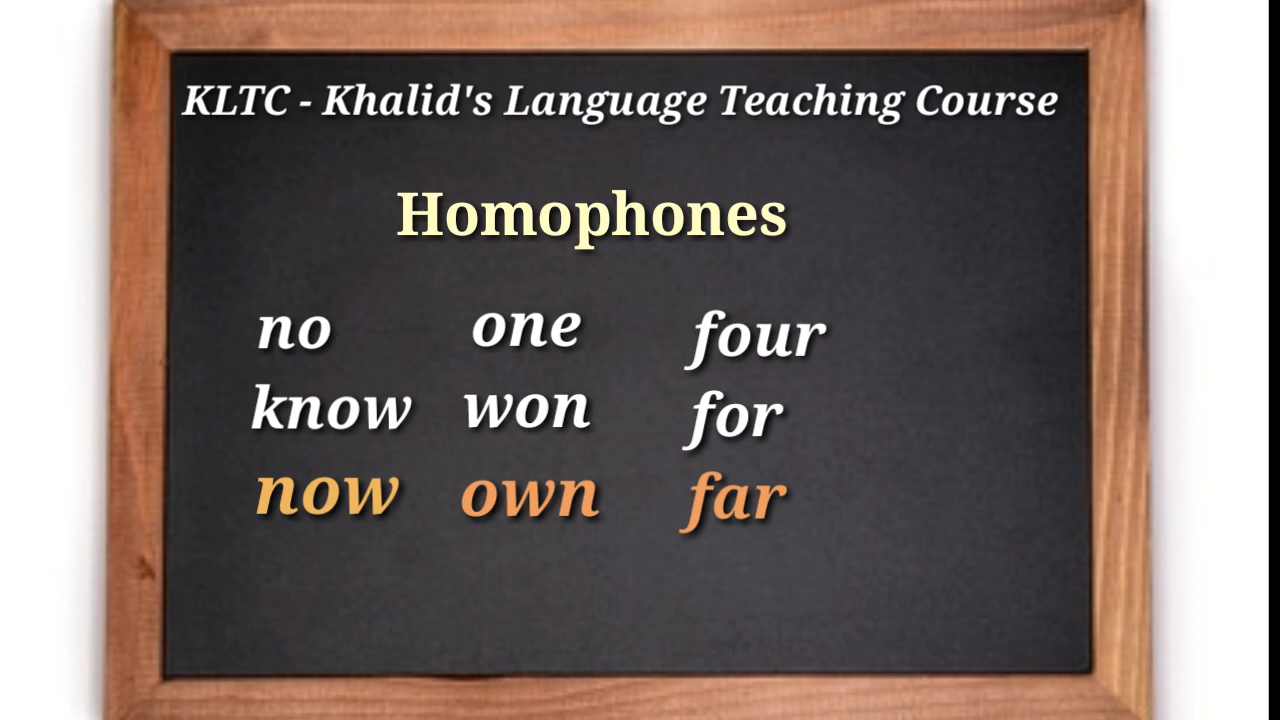 KLTC - Khalid's Language Teaching Course
Homophones
no one four
know won for
now own far